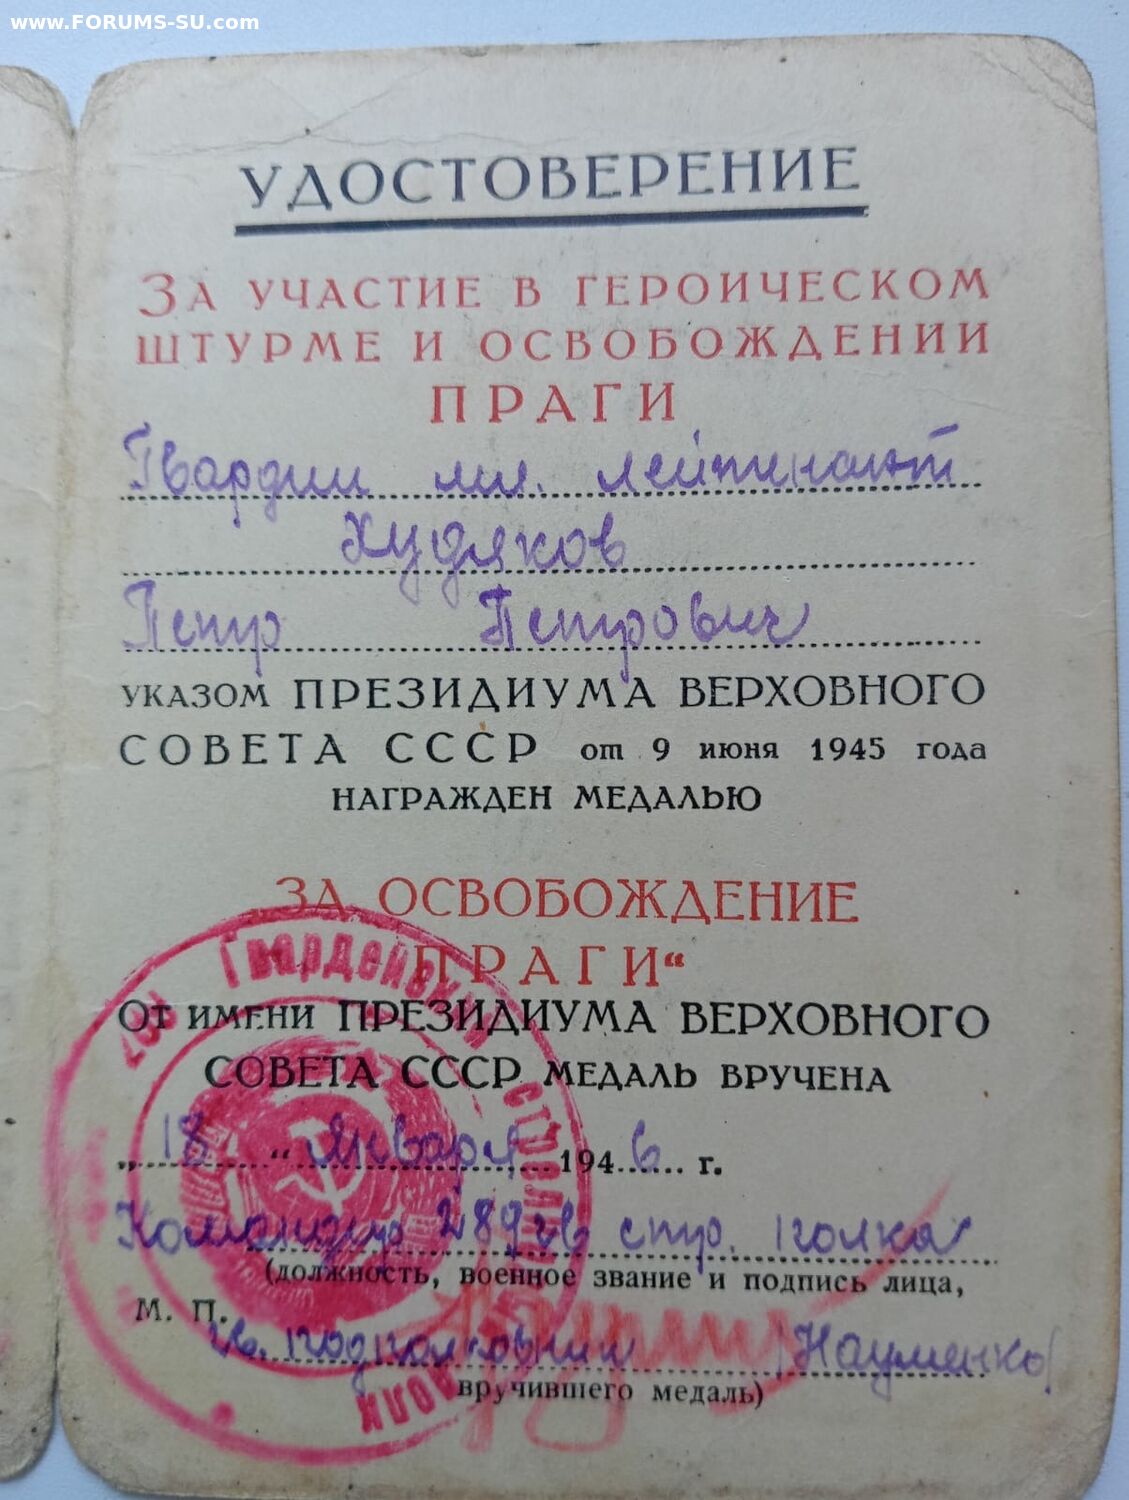 www.FORUMS-SU.com
УДОСТОВЕРЕНИЕ
ЗА УЧАСТИЕ В ГЕРОИЧЕСКОМ
ШТУРМЕ И ОСВОБОЖДЕНИИ
ПРАГИ
Гвардии мл. лейтенант
Худяков
Петр Петрович
УКАЗОМ ПРЕЗИДИУМА ВЕРХОВНОГО
СОВЕТА СССР от 9 июня 1945 года
НАГРАЖДЕН МЕДАЛЬЮ
„ЗА ОСВОБОЖДЕНИЕ
ПРАГИ“
ОТ ИМЕНИ ПРЕЗИДИУМА ВЕРХОВНОГО
СОВЕТА СССР МЕДАЛЬ ВРУЧЕНА
„18“ января 1946 г.
Командир 289 гв стр. полка
(должность, военное звание и подпись лица,
М. П.
гв. подполковник /Науменко/
вручившего медаль)
Гвардейский